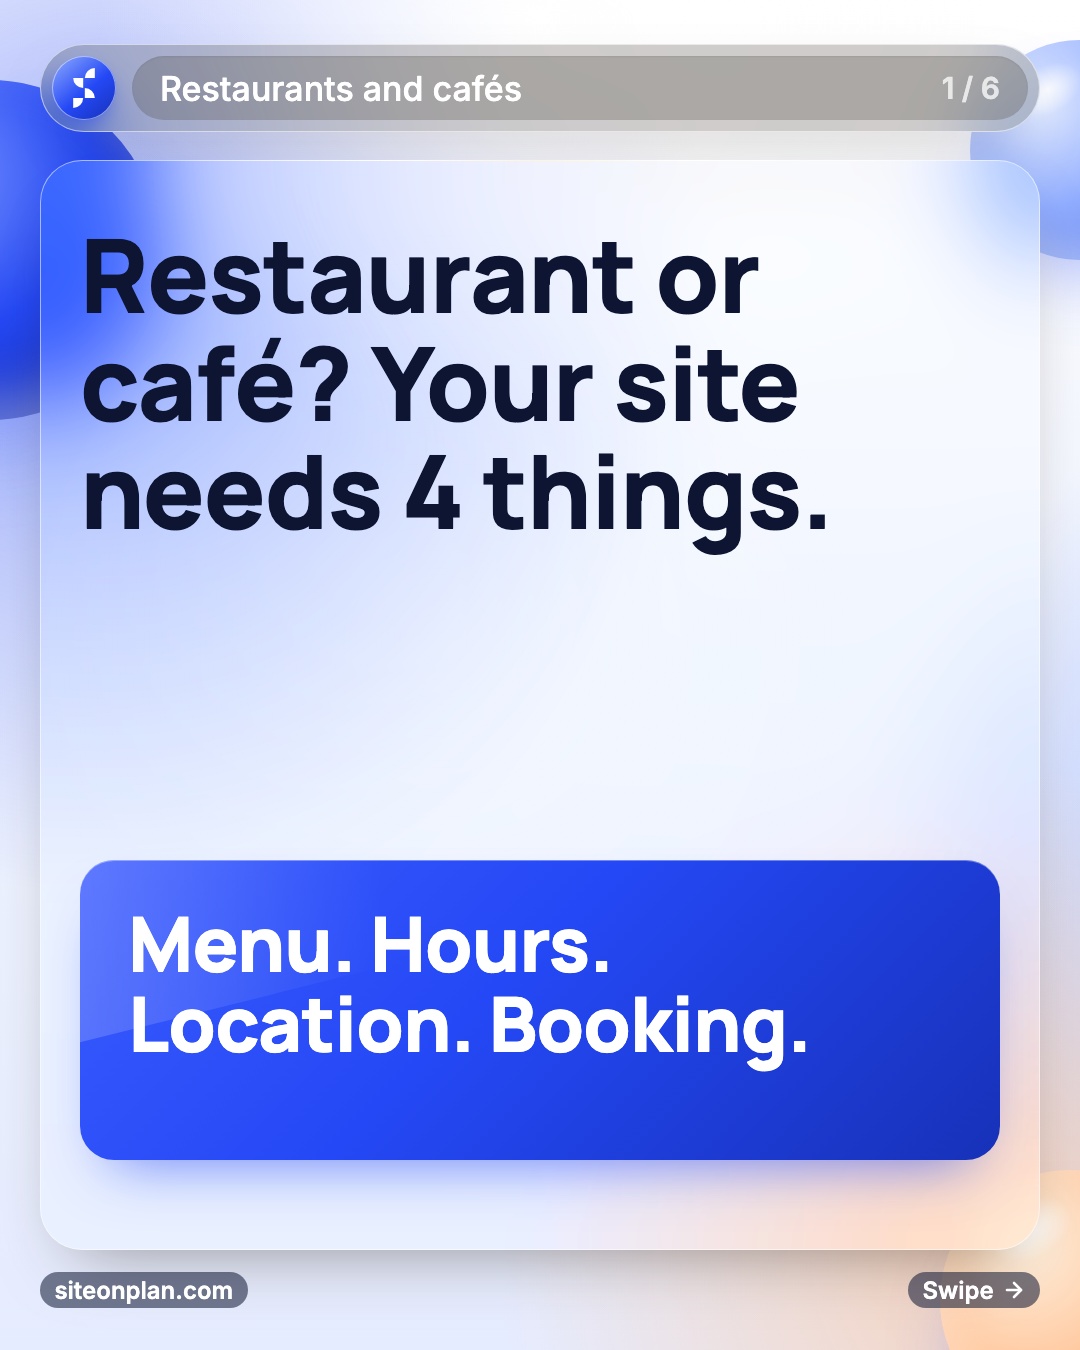 Restaurants and cafés
1 / 6
Restaurant or
café? Your site
needs 4 things.
Menu. Hours.
Location. Booking.
siteonplan.com
Swipe →